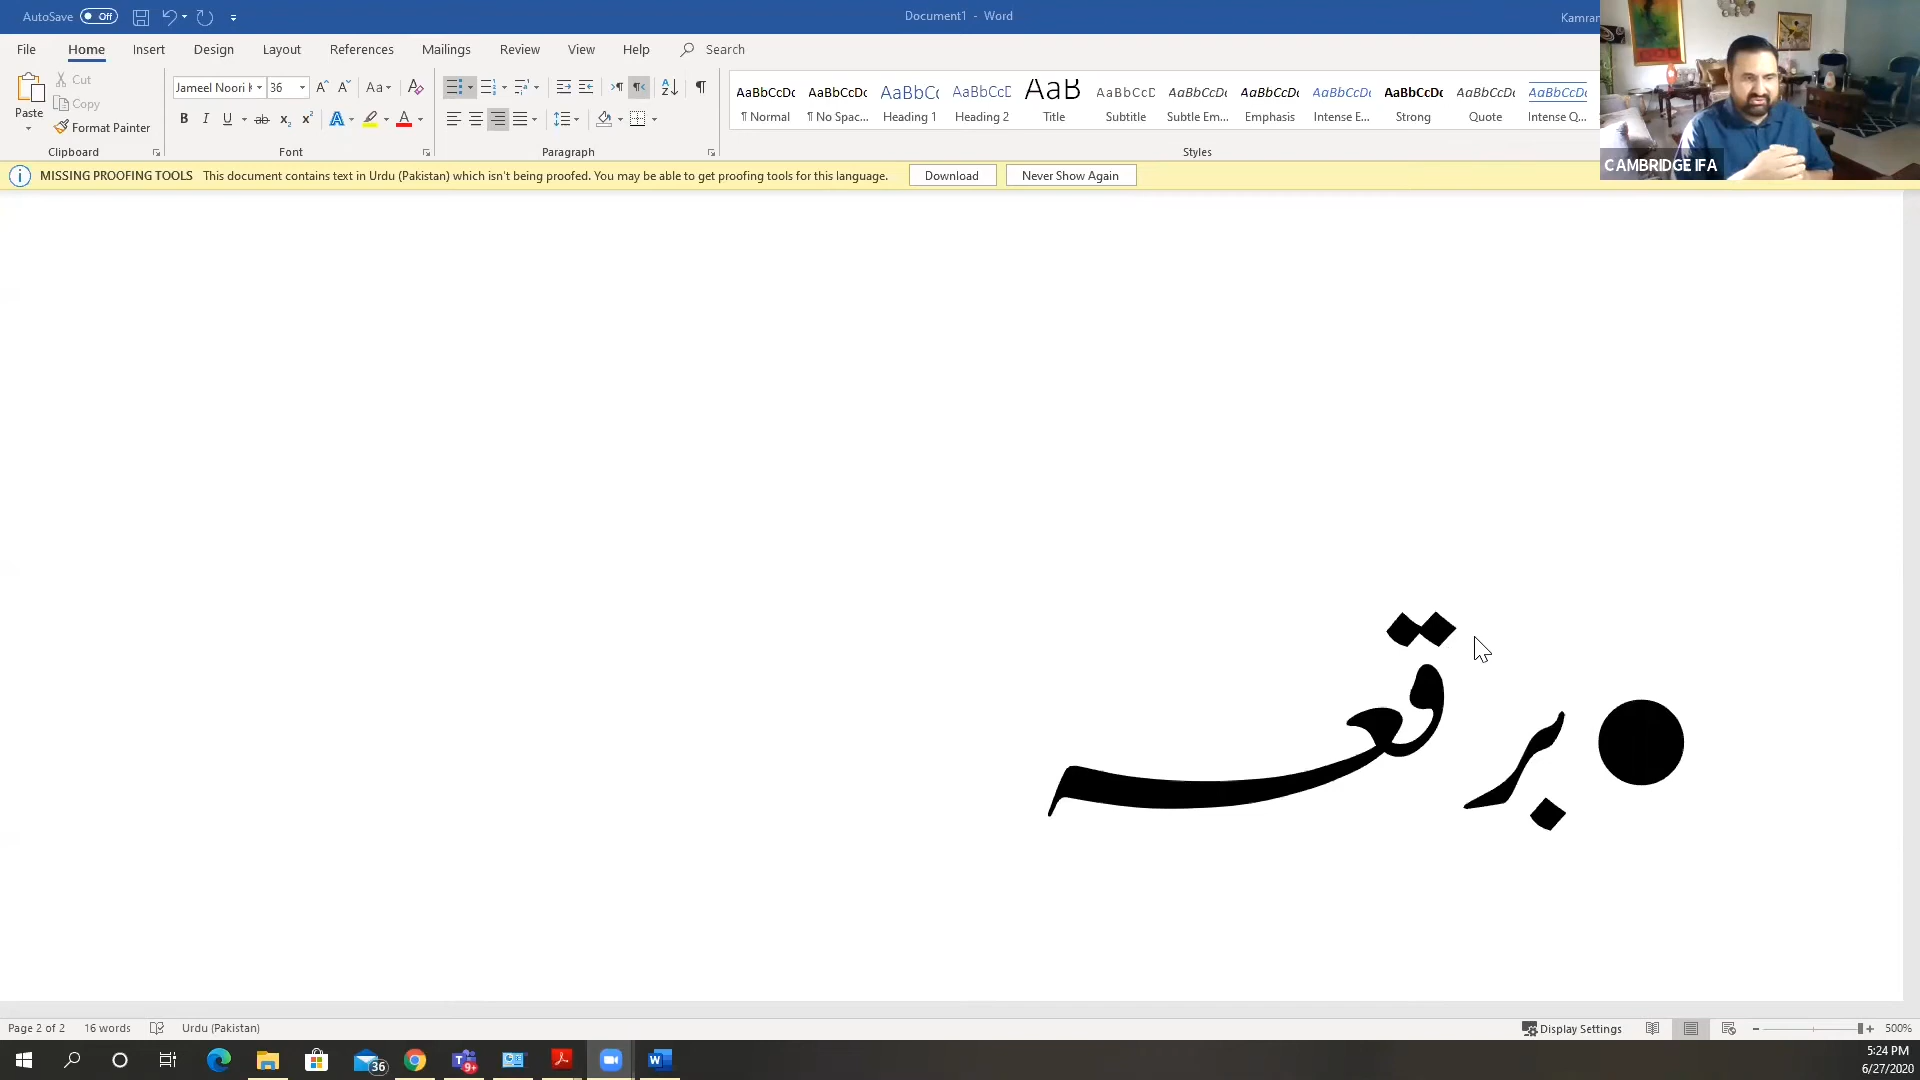 AutoSave Off Document1 - Word Kamran
File Home Insert Design Layout References Mailings Review View Help Search
Paste Cut Copy Format Painter
Jameel Noori 36
AaBbCcDc AaBbCcDc AaBbCc AaBbCcD AaB AaBbCcD AaBbCcDc AaBbCcDc AaBbCcDc AaBbCcDc AaBbCcDc AaBbCcDc
¶ Normal ¶ No Spac... Heading 1 Heading 2 Title Subtitle Subtle Em... Emphasis Intense E... Strong Quote Intense Q...
Clipboard Font Paragraph Styles
CAMBRIDGE IFA
MISSING PROOFING TOOLS This document contains text in Urdu (Pakistan) which isn't being proofed. You may be able to get proofing tools for this language. Download Never Show Again
● برقعہ
Page 2 of 2 16 words Urdu (Pakistan) Display Settings 500%
36 9+ 5:24 PM
6/27/2020